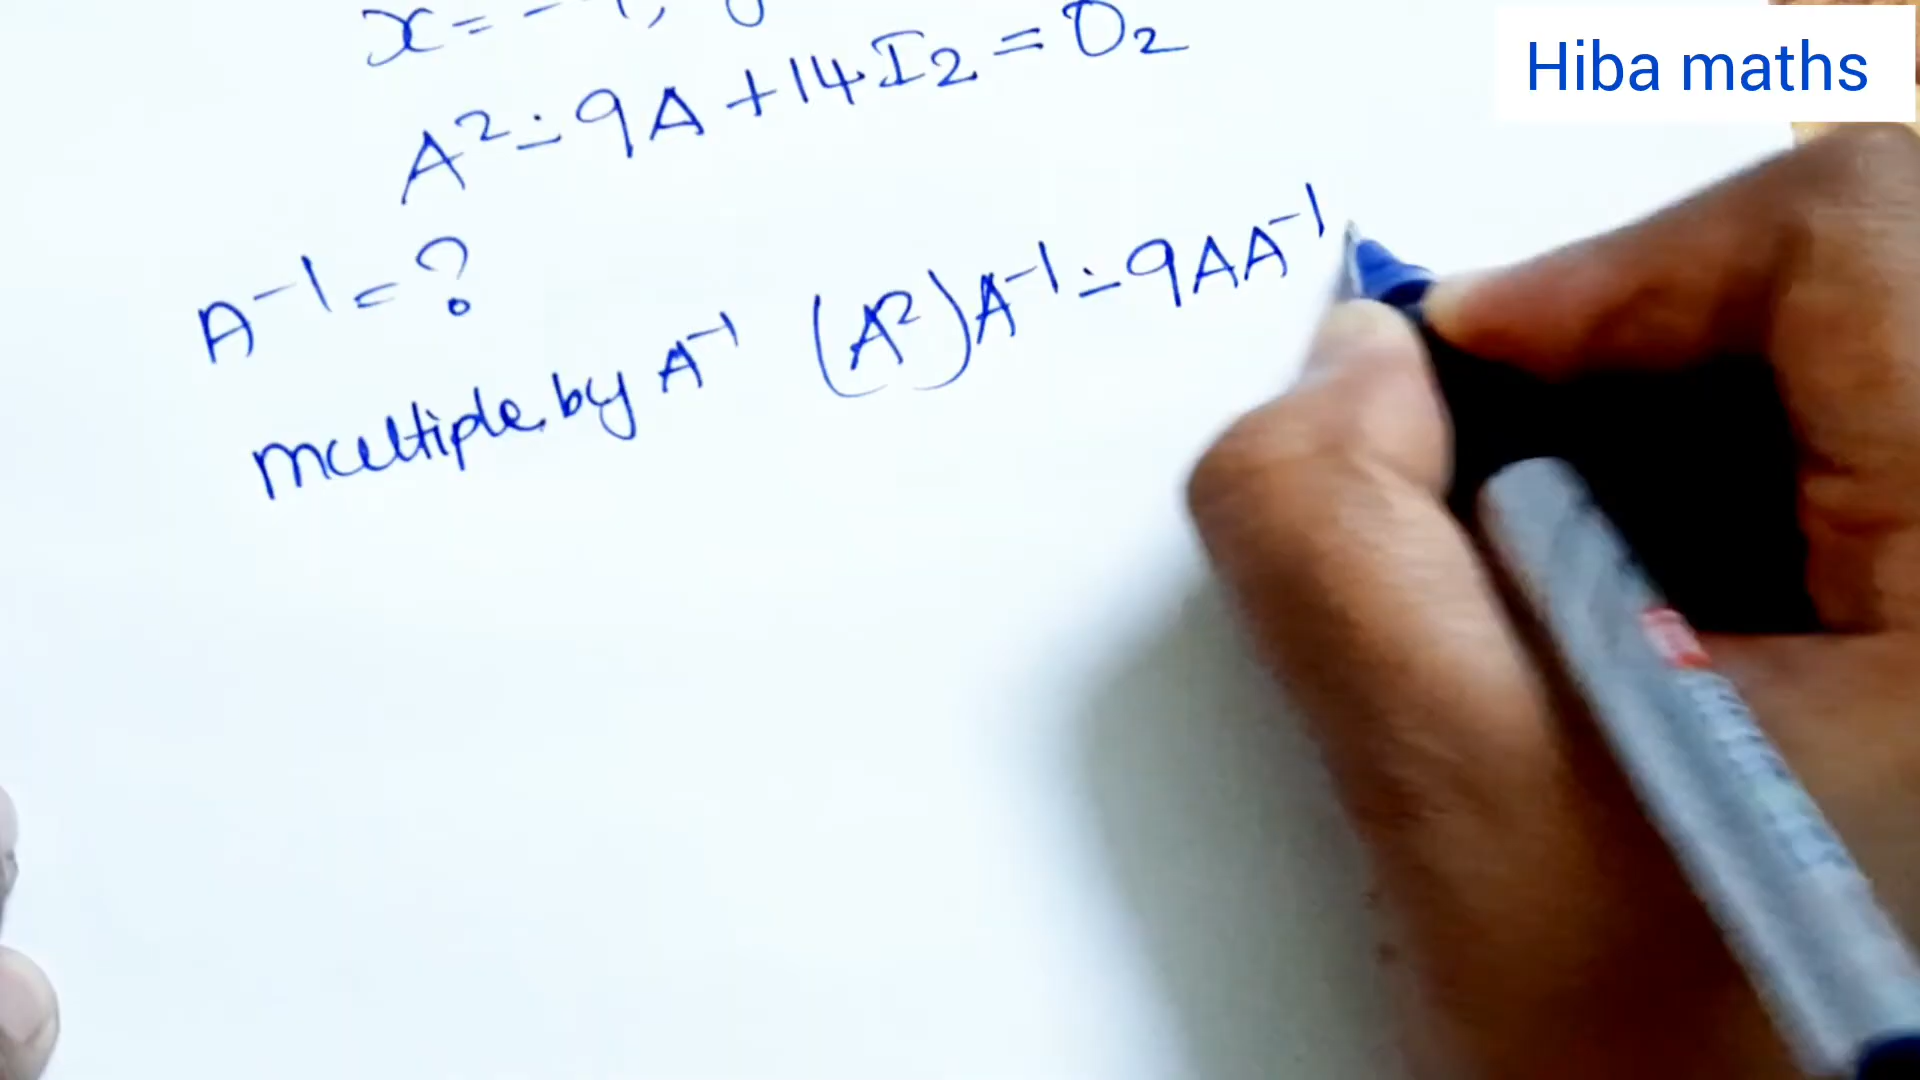 Hiba maths
x = -
A² - 9A + 14I₂ = O₂
A⁻¹ = ?
multiple by A⁻¹ (A²)A⁻¹ - 9AA⁻¹